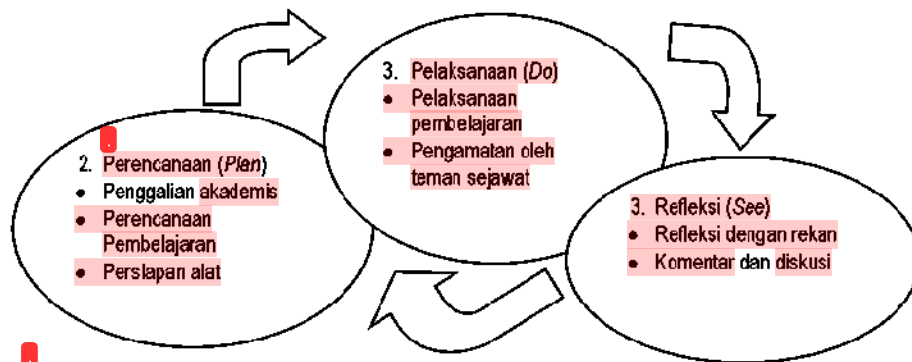 2. Perencanaan (Plan)
• Penggalian akademis
• Perencanaan
Pembelajaran
• Persiapan alat
3. Pelaksanaan (Do)
• Pelaksanaan
pembelajaran
• Pengamatan oleh
teman sejawat
3. Refleksi (See)
• Refleksi dengan rekan
• Komentar dan diskusi